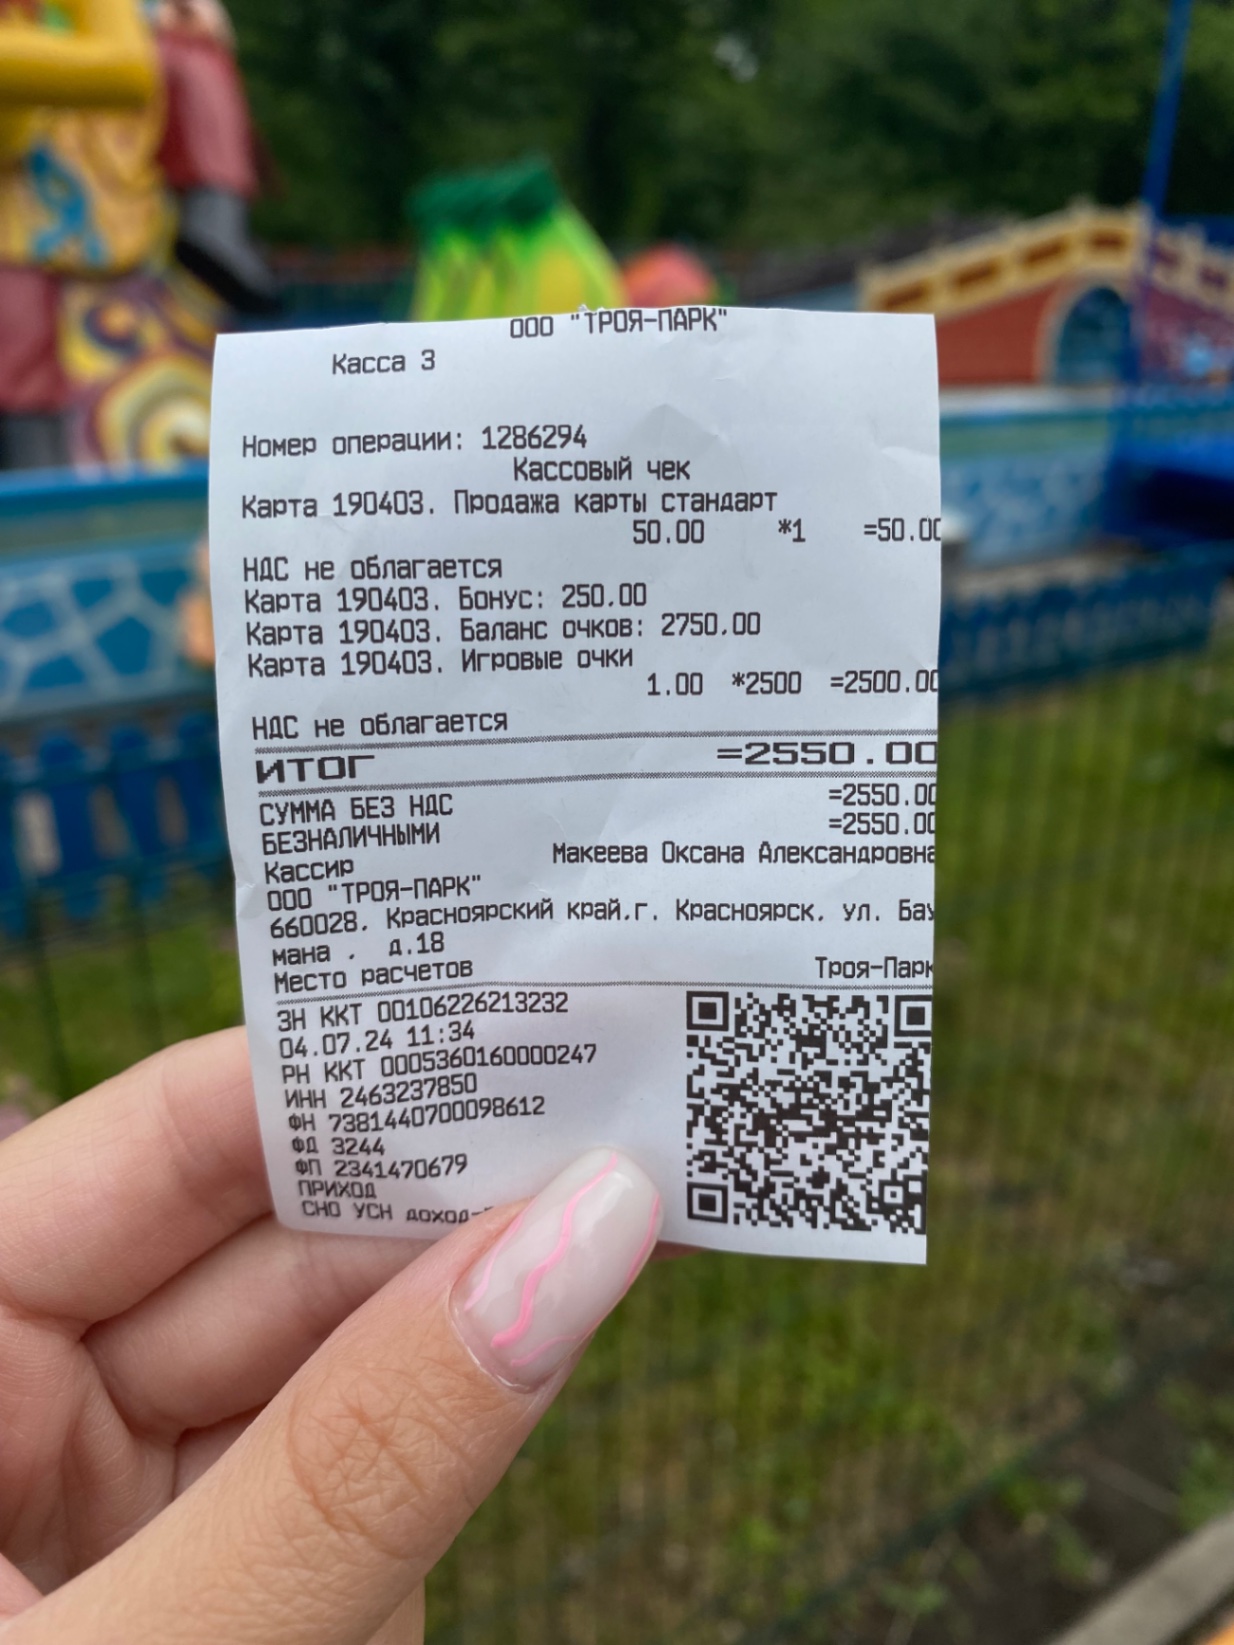 ООО "ТРОЯ-ПАРК"
Касса 3
Номер операции: 1286294
Кассовый чек
Карта 190403. Продажа карты стандарт
50.00 *1 =50.00
НДС не облагается
Карта 190403. Бонус: 250.00
Карта 190403. Баланс очков: 2750.00
Карта 190403. Игровые очки
1.00 *2500 =2500.00
НДС не облагается
ИТОГ =2550.00
СУММА БЕЗ НДС =2550.00
БЕЗНАЛИЧНЫМИ =2550.00
Кассир Макеева Оксана Александровна
ООО "ТРОЯ-ПАРК"
660028, Красноярский край,г. Красноярск, ул. Бау
мана , д.18
Место расчетов Троя-Парк
ЗН ККТ 00106226213232
04.07.24 11:34
РН ККТ 0005360160000247
ИНН 2463237850
ФН 7381440700098612
ФД 3244
ФП 2341470679
ПРИХОД
СНО УСН доход-